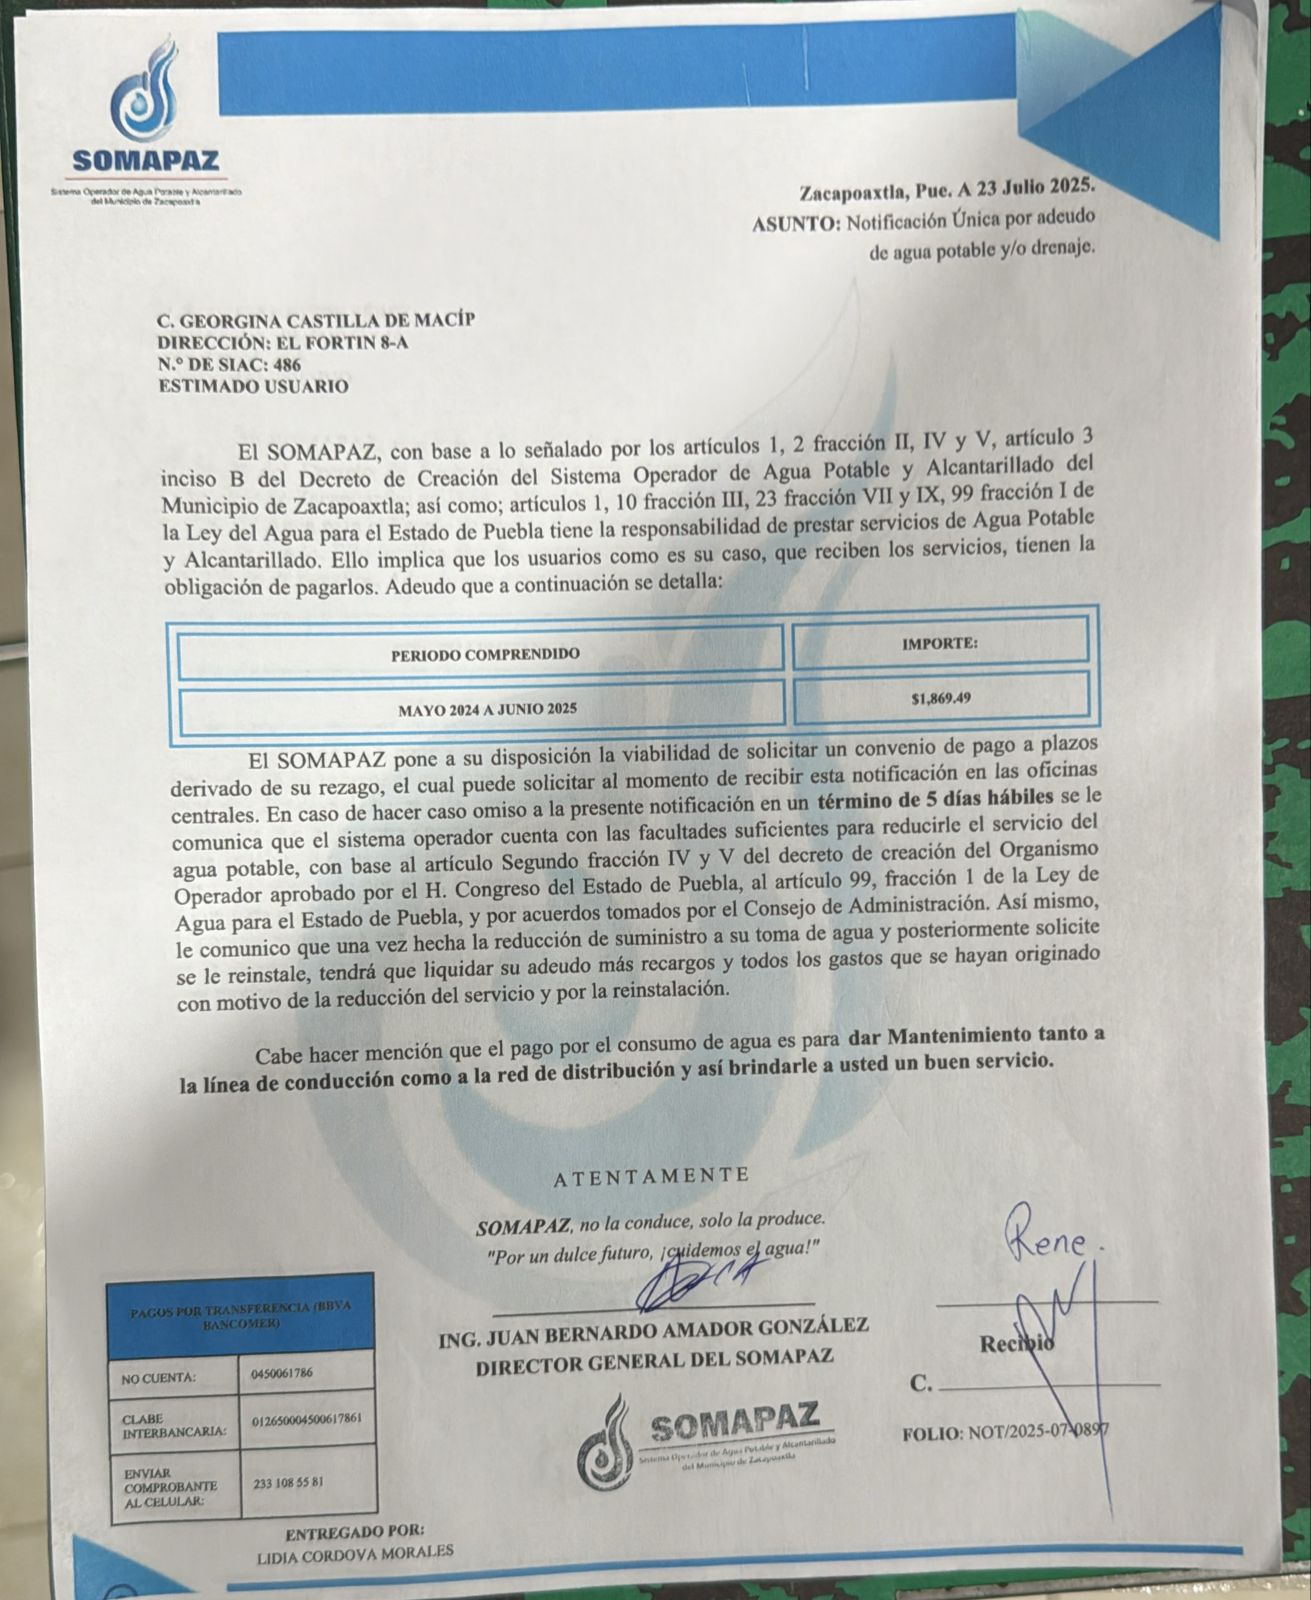 SOMAPAZ
Sistema Operador de Agua Potable y Alcantarillado
del Municipio de Zacapoaxtla
Zacapoaxtla, Pue. A 23 Julio 2025.
ASUNTO: Notificación Única por adeudo
de agua potable y/o drenaje.
C. GEORGINA CASTILLA DE MACÍP
DIRECCIÓN: EL FORTIN 8-A
N.º DE SIAC: 486
ESTIMADO USUARIO
El SOMAPAZ, con base a lo señalado por los artículos 1, 2 fracción II, IV y V, artículo 3
inciso B del Decreto de Creación del Sistema Operador de Agua Potable y Alcantarillado del
Municipio de Zacapoaxtla; así como; artículos 1, 10 fracción III, 23 fracción VII y IX, 99 fracción I de
la Ley del Agua para el Estado de Puebla tiene la responsabilidad de prestar servicios de Agua Potable
y Alcantarillado. Ello implica que los usuarios como es su caso, que reciben los servicios, tienen la
obligación de pagarlos. Adeudo que a continuación se detalla:
PERIODO COMPRENDIDO IMPORTE:
MAYO 2024 A JUNIO 2025 $1,869.49
El SOMAPAZ pone a su disposición la viabilidad de solicitar un convenio de pago a plazos
derivado de su rezago, el cual puede solicitar al momento de recibir esta notificación en las oficinas
centrales. En caso de hacer caso omiso a la presente notificación en un término de 5 días hábiles se le
comunica que el sistema operador cuenta con las facultades suficientes para reducirle el servicio del
agua potable, con base al artículo Segundo fracción IV y V del decreto de creación del Organismo
Operador aprobado por el H. Congreso del Estado de Puebla, al artículo 99, fracción 1 de la Ley de
Agua para el Estado de Puebla, y por acuerdos tomados por el Consejo de Administración. Así mismo,
le comunico que una vez hecha la reducción de suministro a su toma de agua y posteriormente solicite
se le reinstale, tendrá que liquidar su adeudo más recargos y todos los gastos que se hayan originado
con motivo de la reducción del servicio y por la reinstalación.
Cabe hacer mención que el pago por el consumo de agua es para dar Mantenimiento tanto a
la línea de conducción como a la red de distribución y así brindarle a usted un buen servicio.
ATENTAMENTE
SOMAPAZ, no la conduce, solo la produce.
"Por un dulce futuro, ¡cuidemos el agua!"
ING. JUAN BERNARDO AMADOR GONZÁLEZ
DIRECTOR GENERAL DEL SOMAPAZ
SOMAPAZ
Sistema Operador de Agua Potable y Alcantarillado
del Municipio de Zacapoaxtla
Rene.
Recibio
C.
FOLIO: NOT/2025-07-0897
PAGOS POR TRANSFERENCIA (BBVA
BANCOMER)
NO CUENTA: 0450061786
CLABE
INTERBANCARIA: 012650004500617861
ENVIAR
COMPROBANTE
AL CELULAR: 233 108 55 81
ENTREGADO POR:
LIDIA CORDOVA MORALES